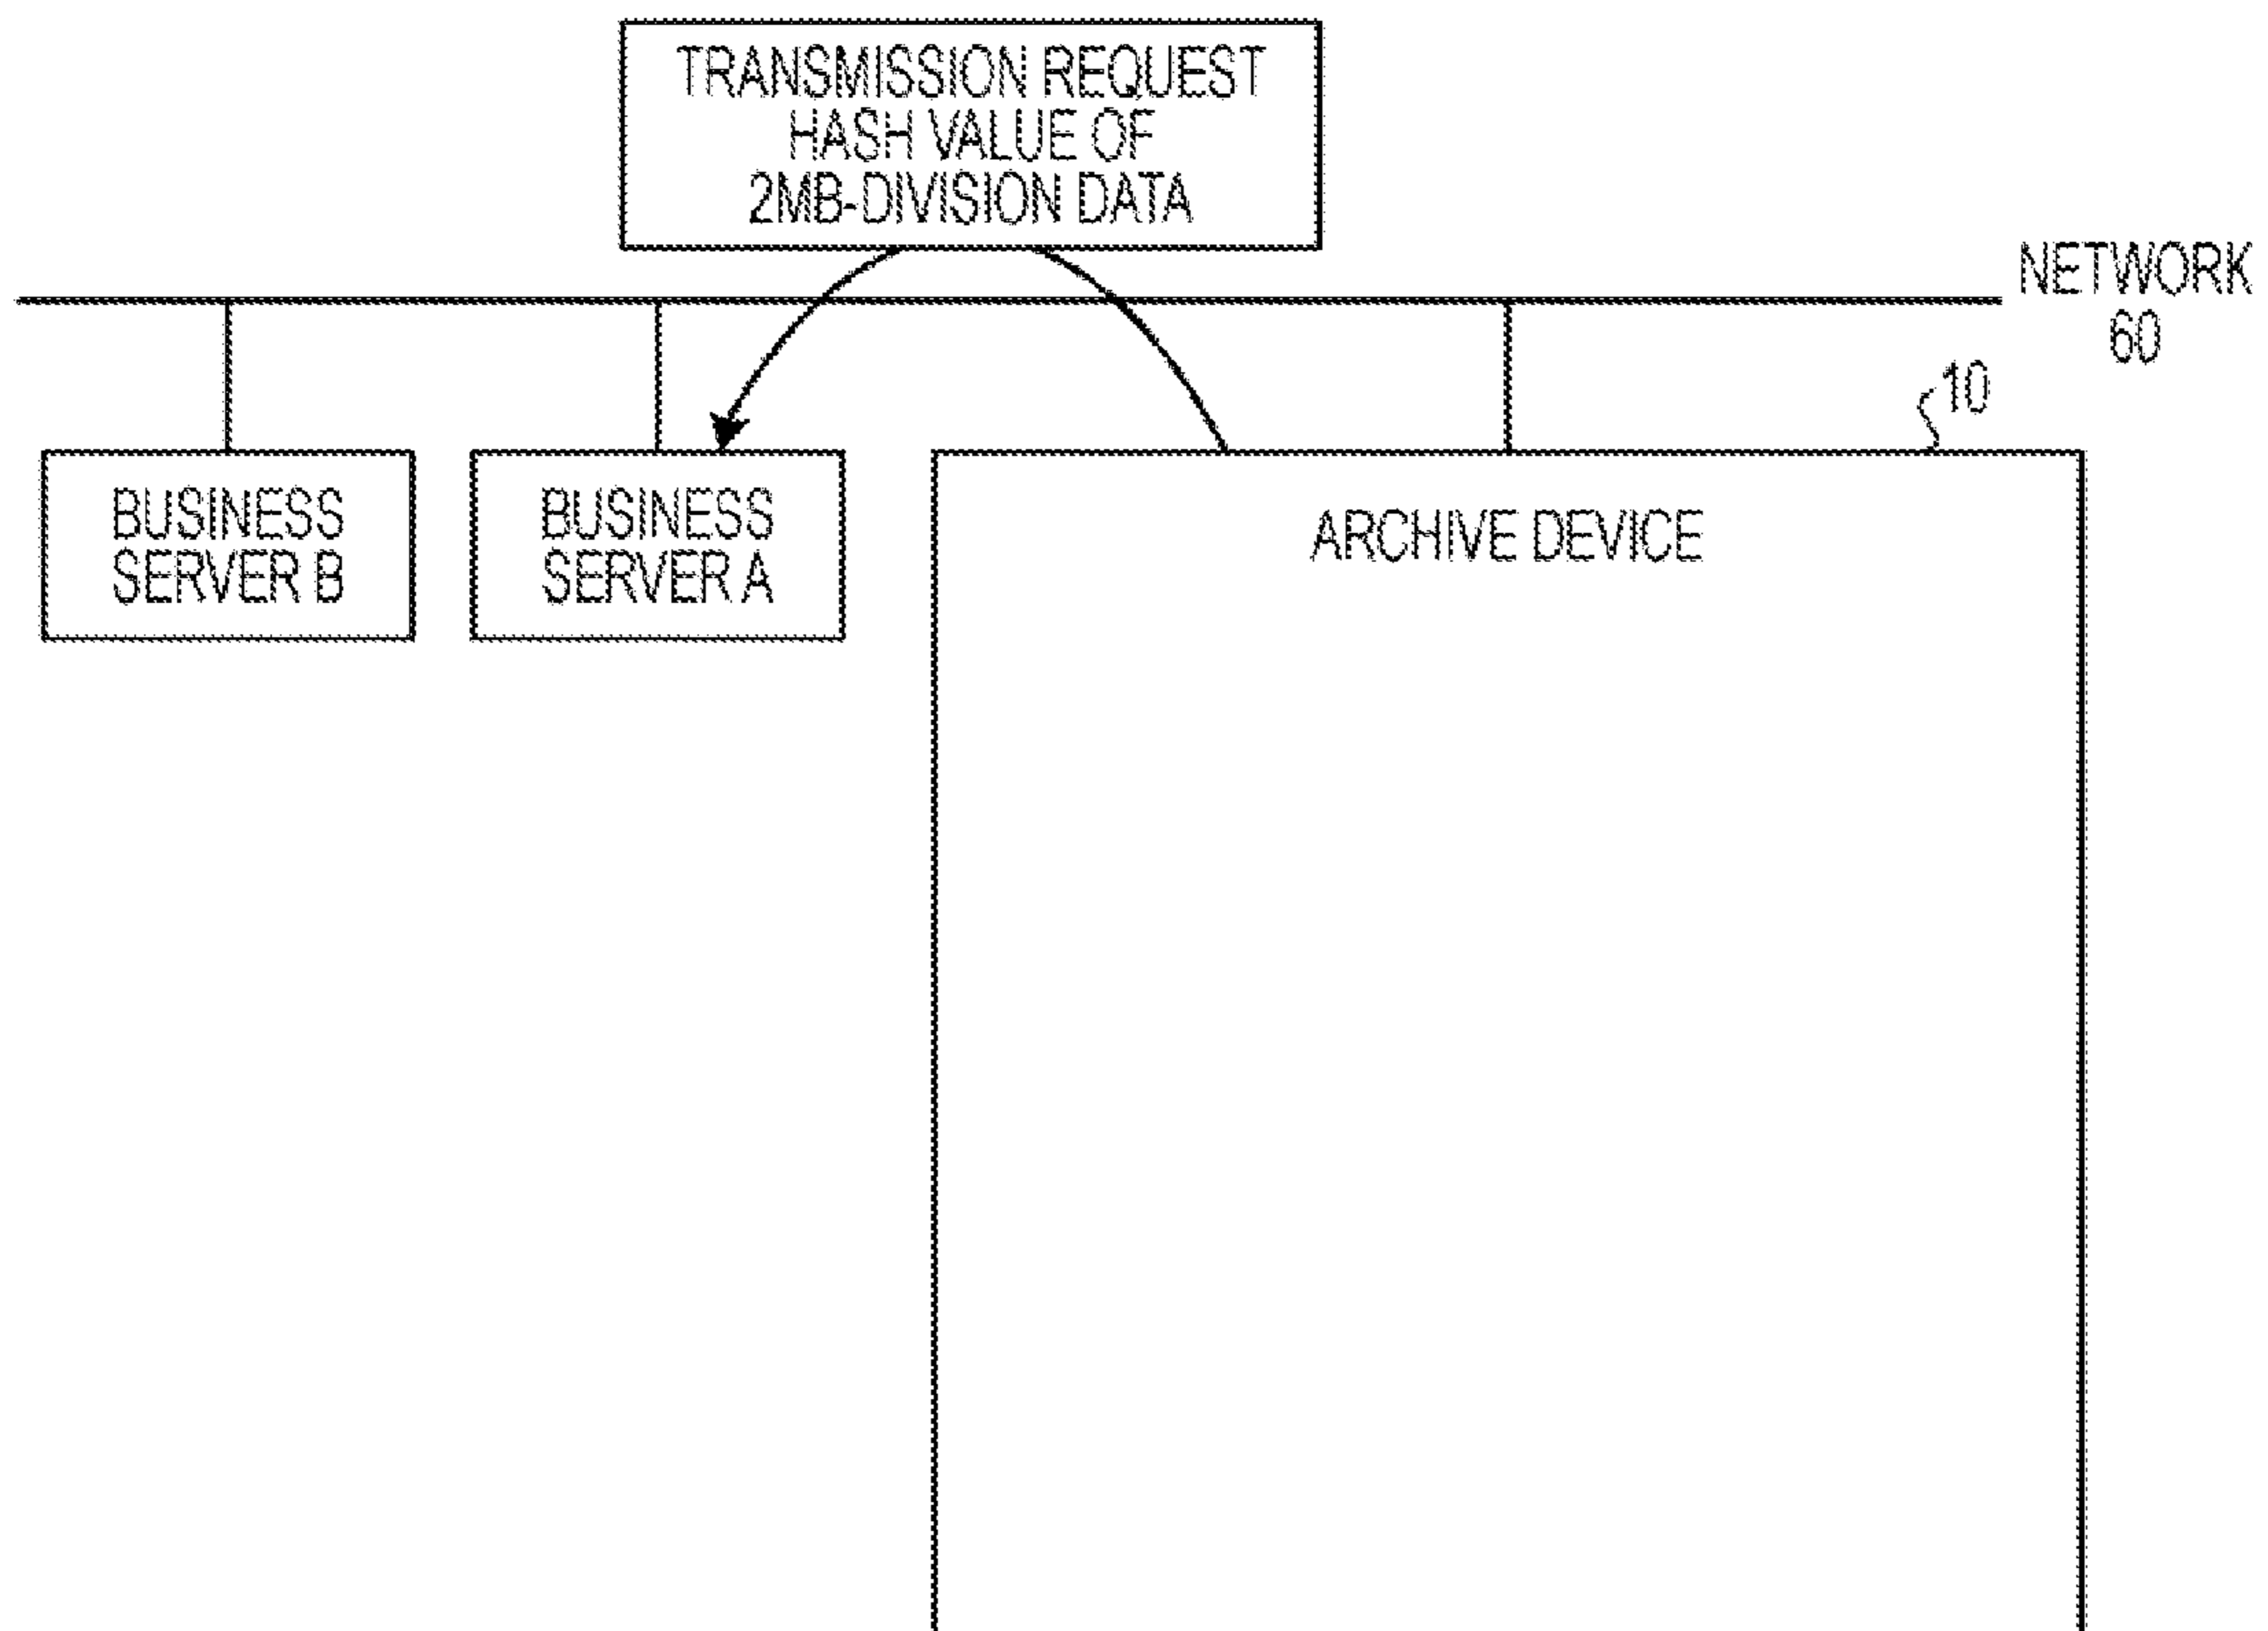 TRANSMISSION REQUEST
HASH VALUE OF
2MB-DIVISION DATA
NETWORK
60
10
BUSINESS
SERVER B
BUSINESS
SERVER A
ARCHIVE DEVICE